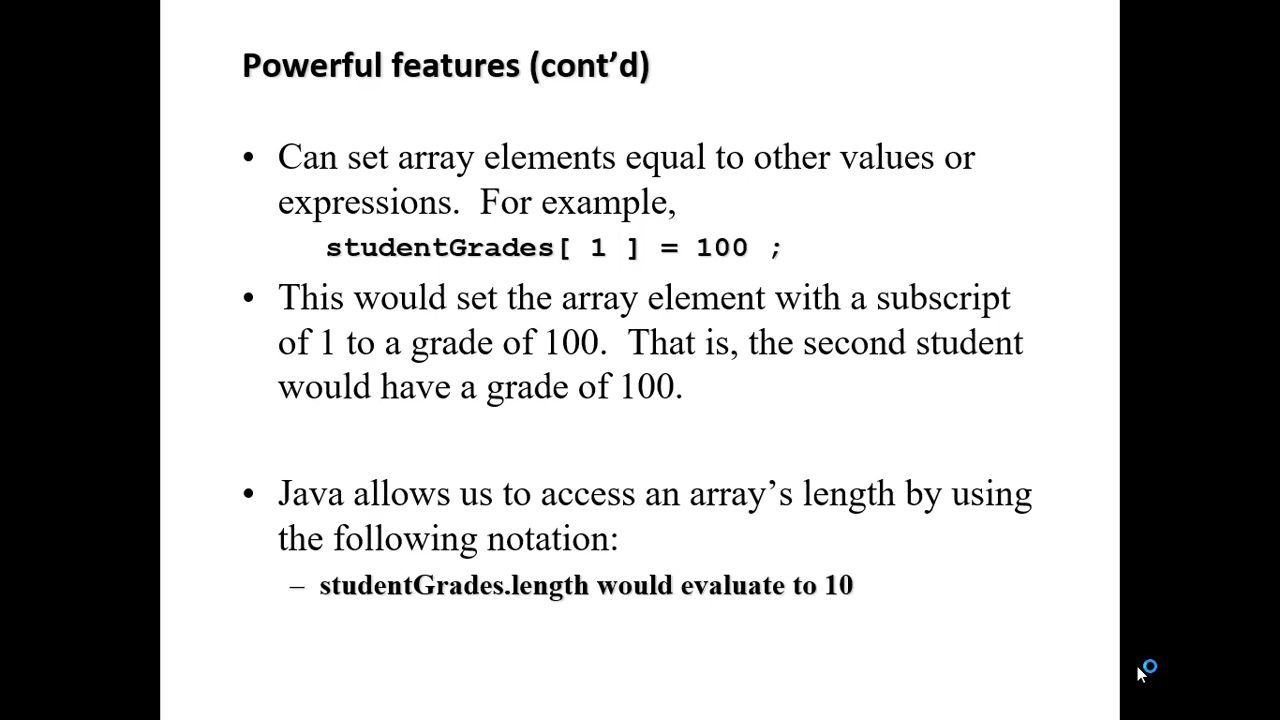 Powerful features (cont’d)
• Can set array elements equal to other values or
expressions. For example,
studentGrades[ 1 ] = 100 ;
• This would set the array element with a subscript
of 1 to a grade of 100. That is, the second student
would have a grade of 100.
• Java allows us to access an array’s length by using
the following notation:
– studentGrades.length would evaluate to 10